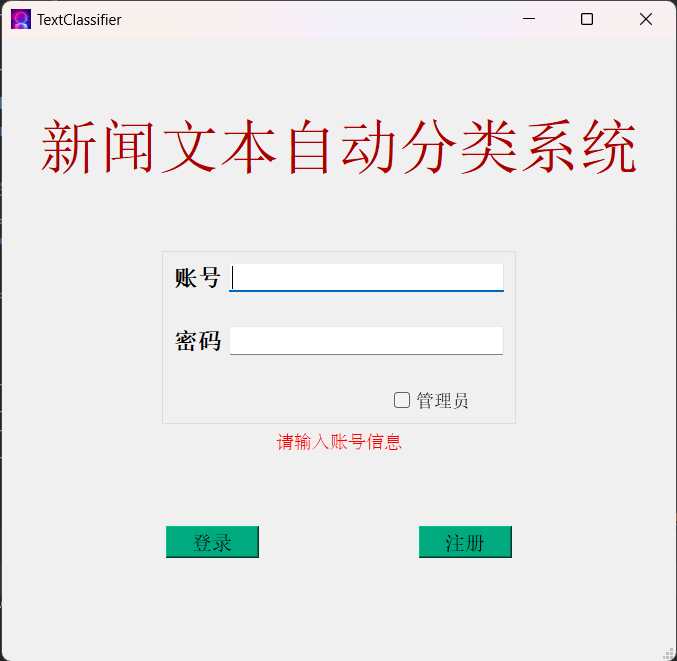 TextClassifier
新闻文本自动分类系统
账号
密码
管理员
请输入账号信息
登录 注册